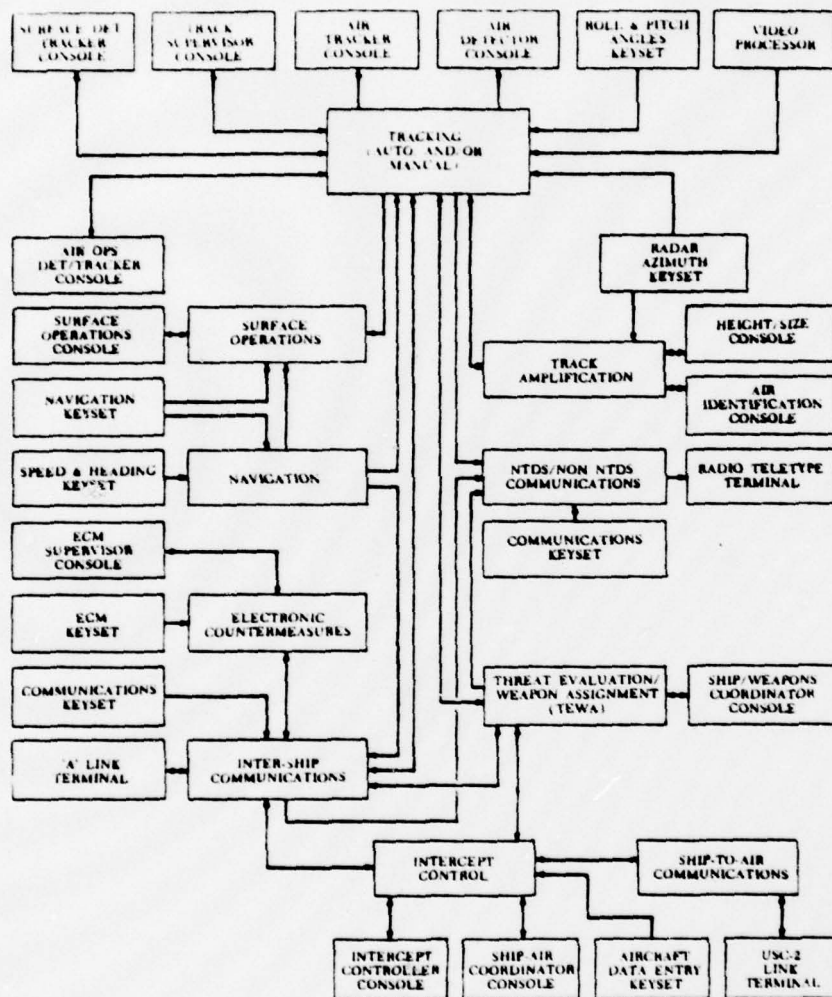 SURFACE DET
TRACKER
CONSOLE
TRACK
SUPERVISOR
CONSOLE
AIR
TRACKER
CONSOLE
AIR
DETECTOR
CONSOLE
ROLL & PITCH
ANGLES
KEYSET
VIDEO
PROCESSOR
TRACKING
(AUTO AND/OR
MANUAL)
AIR OPS
DET/TRACKER
CONSOLE
RADAR
AZIMUTH
KEYSET
SURFACE
OPERATIONS
CONSOLE
SURFACE
OPERATIONS
HEIGHT/SIZE
CONSOLE
TRACK
AMPLIFICATION
NAVIGATION
KEYSET
AIR
IDENTIFICATION
CONSOLE
SPEED & HEADING
KEYSET
NAVIGATION
NTDS/NON NTDS
COMMUNICATIONS
RADIO TELETYPE
TERMINAL
ECM
SUPERVISOR
CONSOLE
COMMUNICATIONS
KEYSET
ECM
KEYSET
ELECTRONIC
COUNTERMEASURES
COMMUNICATIONS
KEYSET
THREAT EVALUATION/
WEAPON ASSIGNMENT
(TEWA)
SHIP/WEAPONS
COORDINATOR
CONSOLE
'A' LINK
TERMINAL
INTER-SHIP
COMMUNICATIONS
INTERCEPT
CONTROL
SHIP-TO-AIR
COMMUNICATIONS
INTERCEPT
CONTROLLER
CONSOLE
SHIP-AIR
COORDINATOR
CONSOLE
AIRCRAFT
DATA ENTRY
KEYSET
USC-2
LINK
TERMINAL